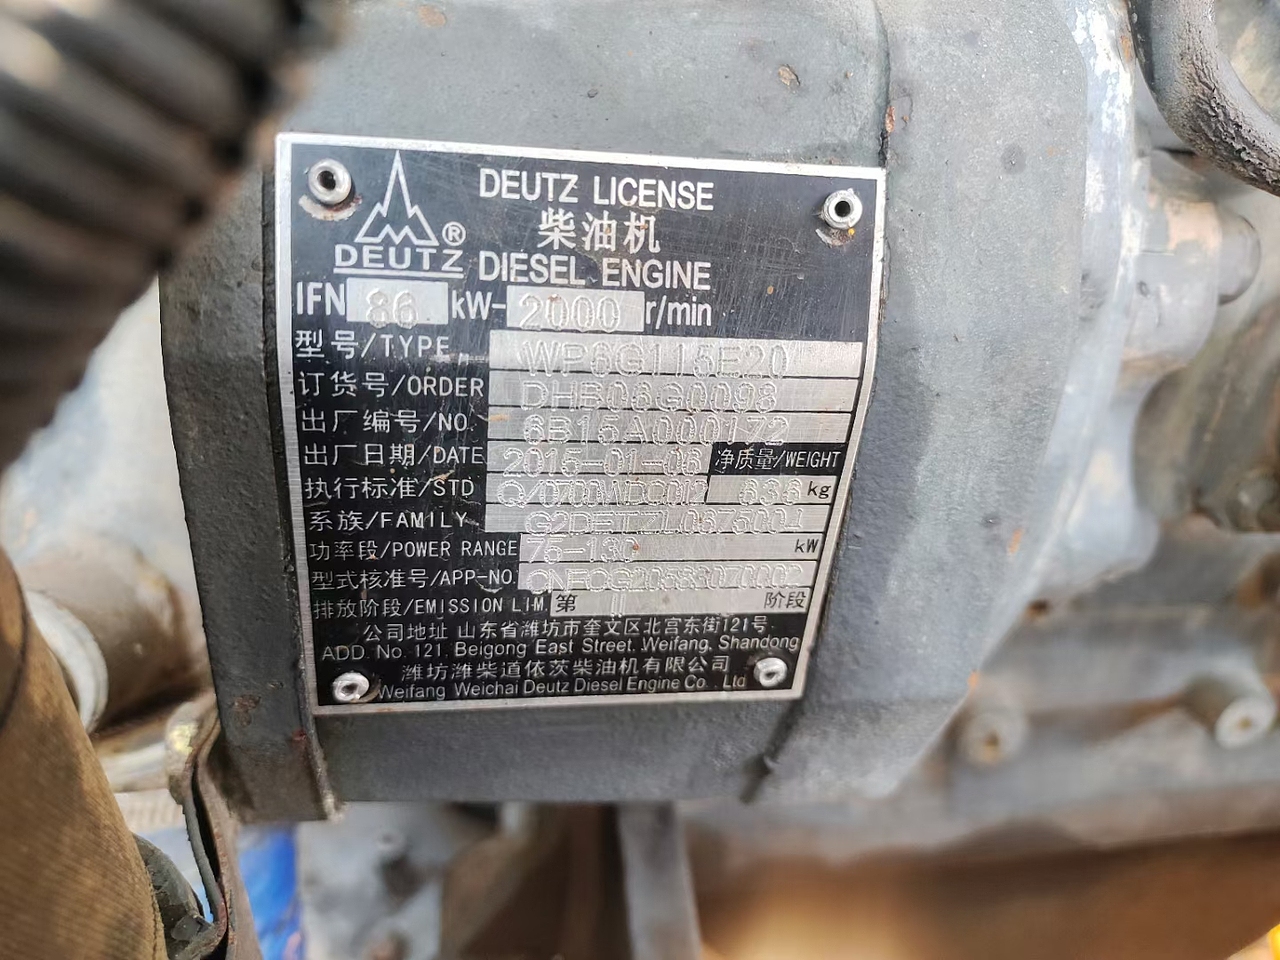 DEUTZ LICENSE
柴油机
DEUTZ® DIESEL ENGINE
IFN 86 kW-2000 r/min
型号/TYPE WP6G115E20
订货号/ORDER DHB06G0098
出厂编号/NO. 6B15A000172
出厂日期/DATE 2015-01-08 净质量/WEIGHT
执行标准/STD 636 kg
系族/FAMILY
功率段/POWER RANGE 75-130 kW
型式核准号/APP-NO.
排放阶段/EMISSION LIM. 第 II 阶段
公司地址 山东省潍坊市奎文区北宫东街121号
ADD. No. 121, Beigong East Street, Weifang, Shandong
潍坊潍柴道依茨柴油机有限公司
Weifang Weichai Deutz Diesel Engine Co., Ltd